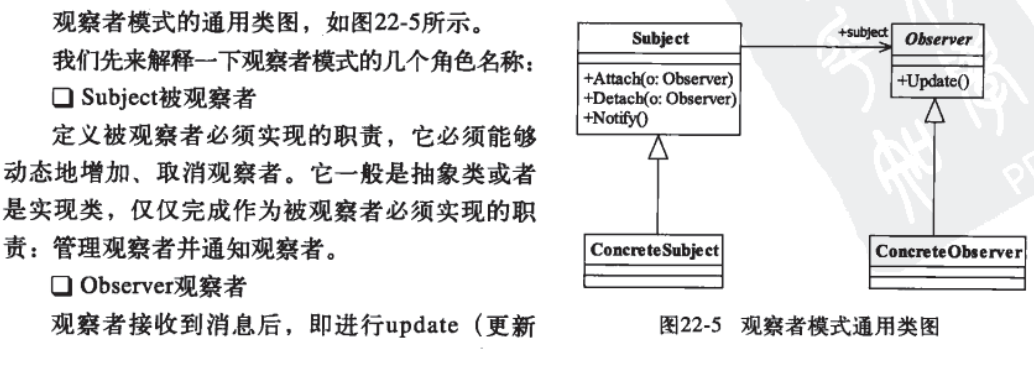 观察者模式的通用类图，如图22-5所示。
我们先来解释一下观察者模式的几个角色名称：
❑ Subject被观察者
定义被观察者必须实现的职责，它必须能够
动态地增加、取消观察者。它一般是抽象类或者
是实现类，仅仅完成作为被观察者必须实现的职
责：管理观察者并通知观察者。
❑ Observer观察者
观察者接收到消息后，即进行update（更新
Subject
+Attach(o: Observer)
+Detach(o: Observer)
+Notify()
+subject
Observer
+Update()
ConcreteSubject
ConcreteObserver
图22-5 观察者模式通用类图